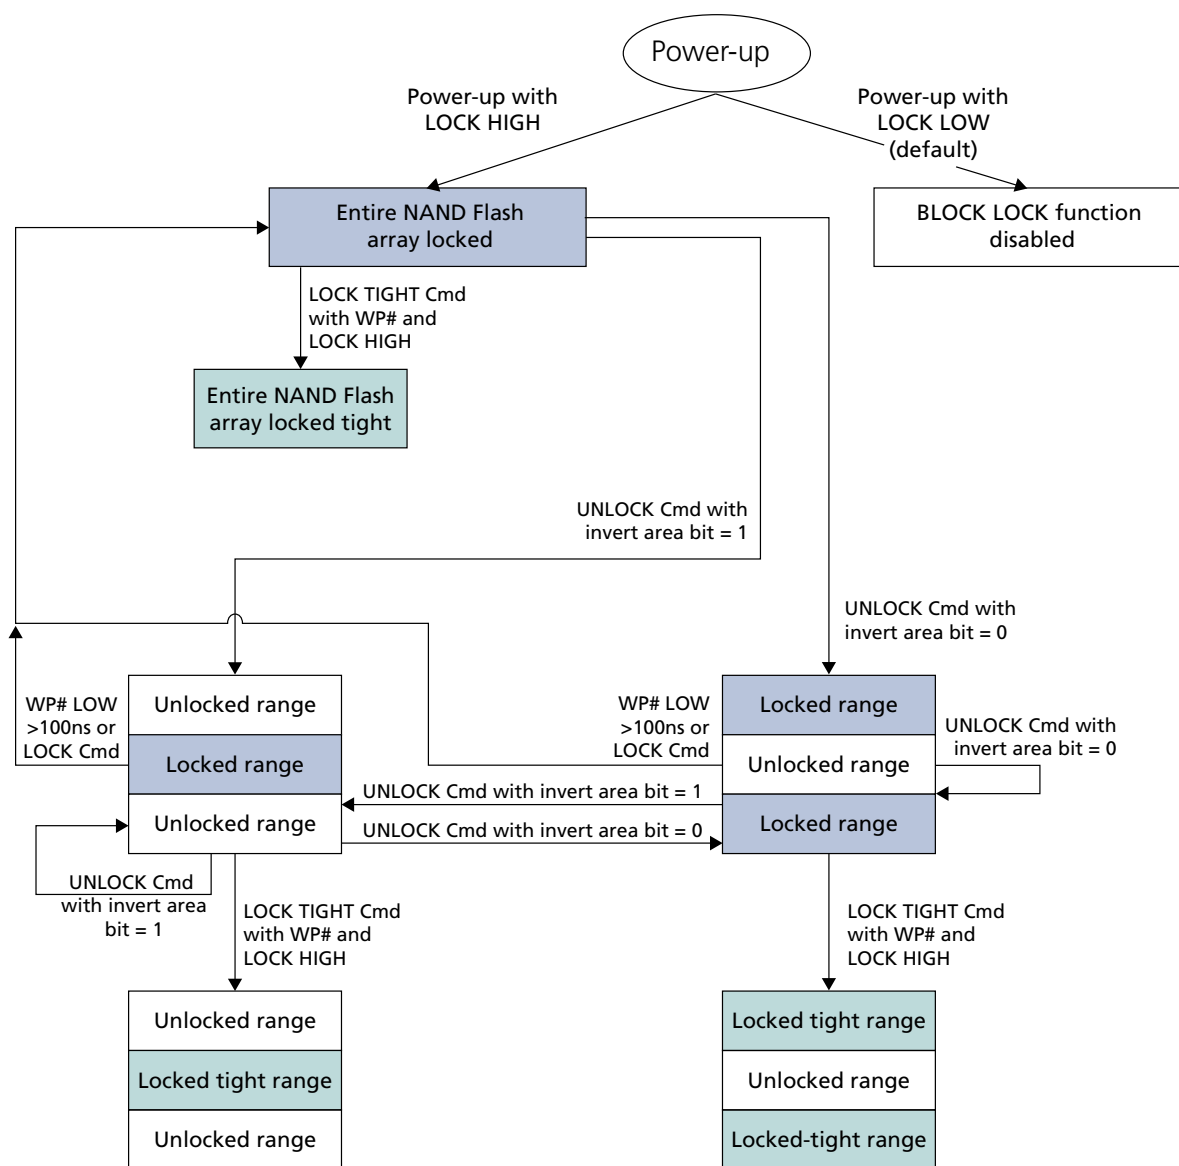 Power-up
Power-up with
LOCK HIGH
Power-up with
LOCK LOW
(default)
Entire NAND Flash
array locked
BLOCK LOCK function
disabled
LOCK TIGHT Cmd
with WP# and
LOCK HIGH
Entire NAND Flash
array locked tight
UNLOCK Cmd with
invert area bit = 1
UNLOCK Cmd with
invert area bit = 0
WP# LOW
>100ns or
LOCK Cmd
Unlocked range
Locked range
Unlocked range
WP# LOW
>100ns or
LOCK Cmd
Locked range
Unlocked range
Locked range
UNLOCK Cmd with
invert area bit = 0
UNLOCK Cmd with invert area bit = 1
UNLOCK Cmd with invert area bit = 0
UNLOCK Cmd
with invert area
bit = 1
LOCK TIGHT Cmd
with WP# and
LOCK HIGH
LOCK TIGHT Cmd
with WP# and
LOCK HIGH
Unlocked range
Locked tight range
Unlocked range
Locked tight range
Unlocked range
Locked-tight range